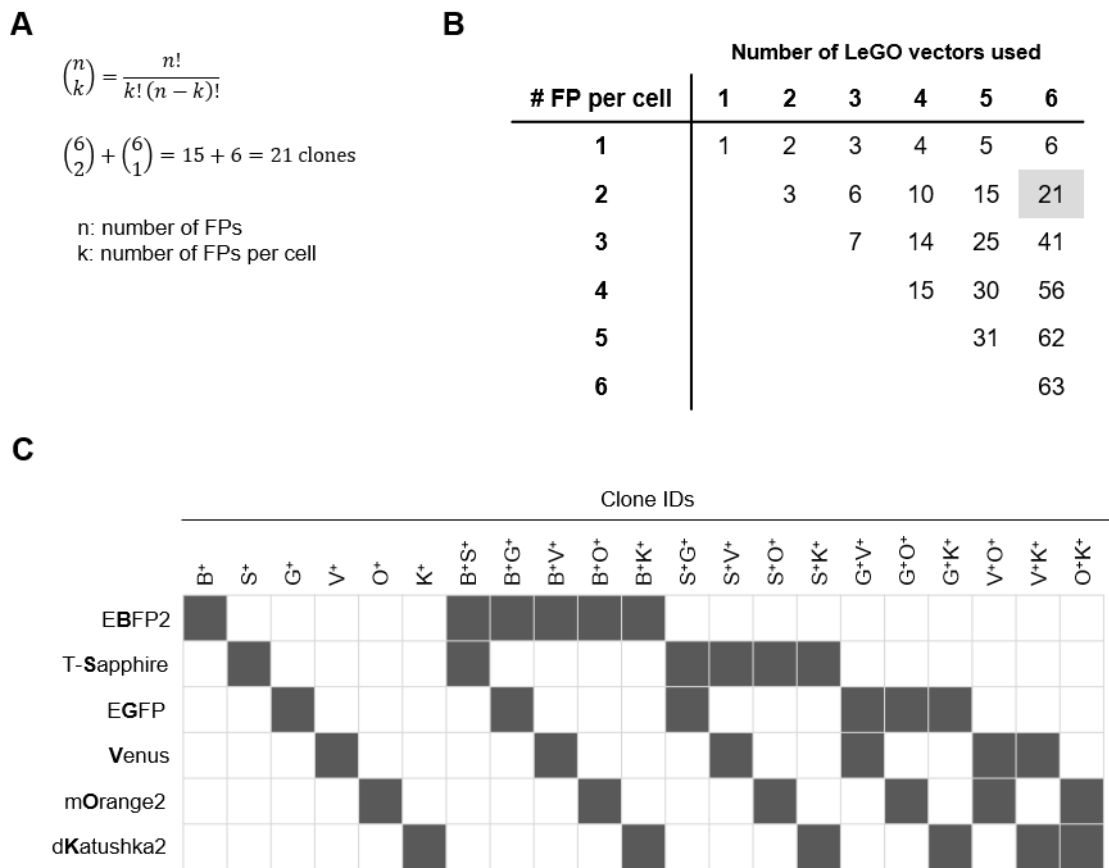 A
(n k) = n! / k! (n − k)!
(6 2) + (6 1) = 15 + 6 = 21 clones
n: number of FPs
k: number of FPs per cell
B
Number of LeGO vectors used
# FP per cell 1 2 3 4 5 6
1 1 2 3 4 5 6
2 3 6 10 15 21
3 7 14 25 41
4 15 30 56
5 31 62
6 63
C
Clone IDs
B⁺ S⁺ G⁺ V⁺ O⁺ K⁺ B⁺S⁺ B⁺G⁺ B⁺V⁺ B⁺O⁺ B⁺K⁺ S⁺G⁺ S⁺V⁺ S⁺O⁺ S⁺K⁺ G⁺V⁺ G⁺O⁺ G⁺K⁺ V⁺O⁺ V⁺K⁺ O⁺K⁺
EBFP2
T-Sapphire
EGFP
Venus
mOrange2
dKatushka2